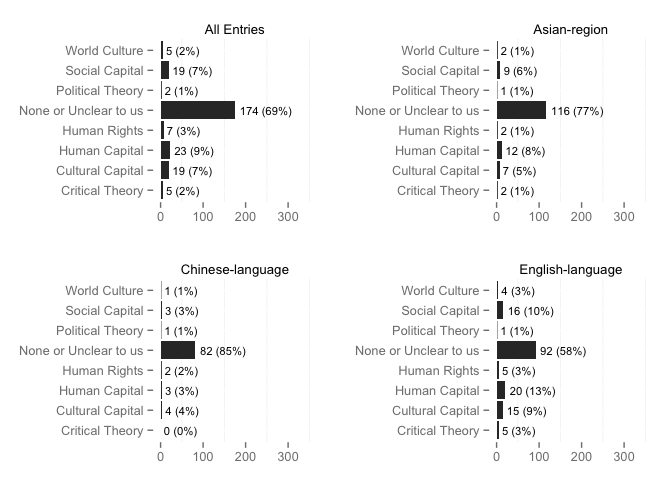 All Entries
World Culture 5 (2%)
Social Capital 19 (7%)
Political Theory 2 (1%)
None or Unclear to us 174 (69%)
Human Rights 7 (3%)
Human Capital 23 (9%)
Cultural Capital 19 (7%)
Critical Theory 5 (2%)
0 100 200 300
Asian-region
World Culture 2 (1%)
Social Capital 9 (6%)
Political Theory 1 (1%)
None or Unclear to us 116 (77%)
Human Rights 2 (1%)
Human Capital 12 (8%)
Cultural Capital 7 (5%)
Critical Theory 2 (1%)
0 100 200 300
Chinese-language
World Culture 1 (1%)
Social Capital 3 (3%)
Political Theory 1 (1%)
None or Unclear to us 82 (85%)
Human Rights 2 (2%)
Human Capital 3 (3%)
Cultural Capital 4 (4%)
Critical Theory 0 (0%)
0 100 200 300
English-language
World Culture 4 (3%)
Social Capital 16 (10%)
Political Theory 1 (1%)
None or Unclear to us 92 (58%)
Human Rights 5 (3%)
Human Capital 20 (13%)
Cultural Capital 15 (9%)
Critical Theory 5 (3%)
0 100 200 300